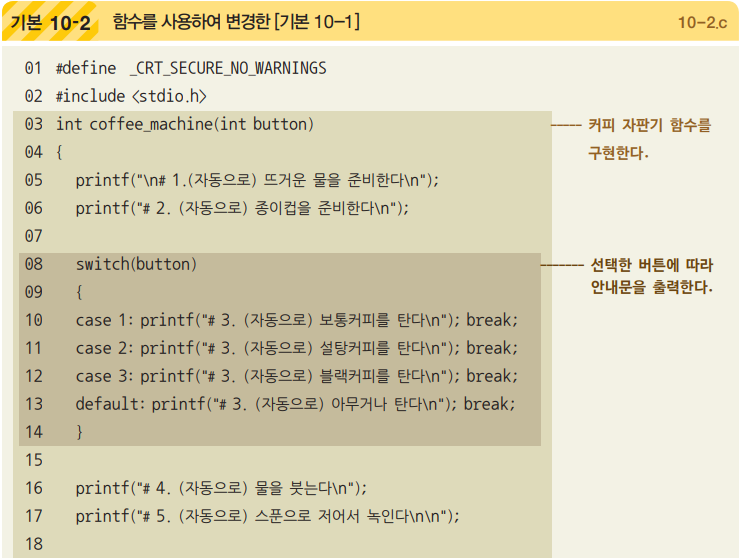 기본 10-2 함수를 사용하여 변경한 [기본 10-1] 10-2.c
01 #define _CRT_SECURE_NO_WARNINGS
02 #include <stdio.h>
03 int coffee_machine(int button) 커피 자판기 함수를
04 { 구현한다.
05 printf("\n# 1.(자동으로) 뜨거운 물을 준비한다\n");
06 printf("# 2. (자동으로) 종이컵을 준비한다\n");
07
08 switch(button) 선택한 버튼에 따라
09 { 안내문을 출력한다.
10 case 1: printf("# 3. (자동으로) 보통커피를 탄다\n"); break;
11 case 2: printf("# 3. (자동으로) 설탕커피를 탄다\n"); break;
12 case 3: printf("# 3. (자동으로) 블랙커피를 탄다\n"); break;
13 default: printf("# 3. (자동으로) 아무거나 탄다\n"); break;
14 }
15
16 printf("# 4. (자동으로) 물을 붓는다\n");
17 printf("# 5. (자동으로) 스푼으로 저어서 녹인다\n\n");
18